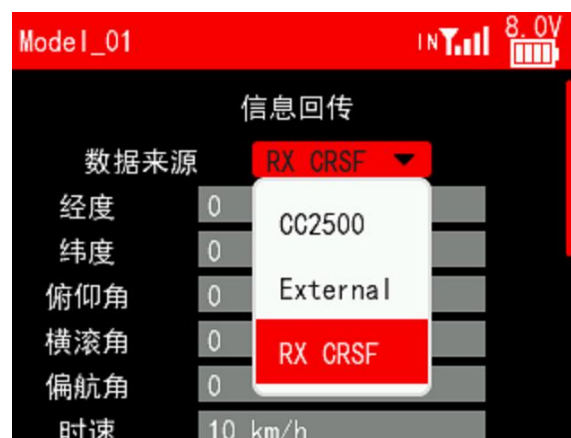 Model_01 IN 8.0V
信息回传
数据来源 RX CRSF
经度 0
CC2500
纬度 0
俯仰角 0 External
横滚角 0
RX CRSF
偏航角 0
时速 10 km/h